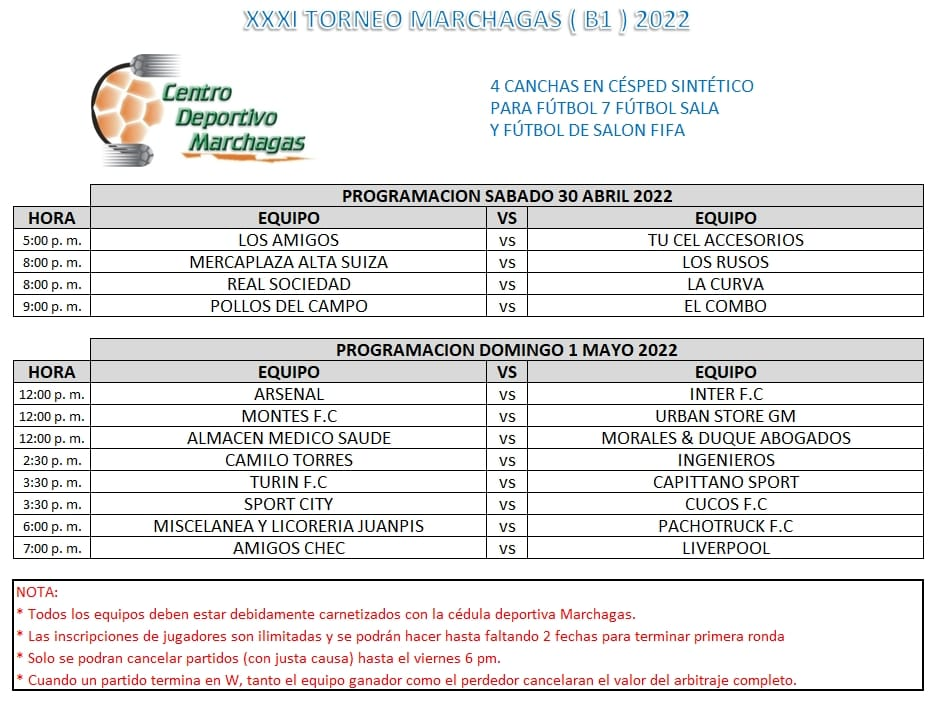 XXXI TORNEO MARCHAGAS ( B1 ) 2022
Centro
Deportivo
Marchagas
4 CANCHAS EN CÉSPED SINTÉTICO
PARA FÚTBOL 7 FÚTBOL SALA
Y FÚTBOL DE SALON FIFA
PROGRAMACION SABADO 30 ABRIL 2022
HORA EQUIPO VS EQUIPO
5:00 p. m. LOS AMIGOS vs TU CEL ACCESORIOS
8:00 p. m. MERCAPLAZA ALTA SUIZA vs LOS RUSOS
8:00 p. m. REAL SOCIEDAD vs LA CURVA
9:00 p. m. POLLOS DEL CAMPO vs EL COMBO
PROGRAMACION DOMINGO 1 MAYO 2022
HORA EQUIPO VS EQUIPO
12:00 p. m. ARSENAL vs INTER F.C
12:00 p. m. MONTES F.C vs URBAN STORE GM
12:00 p. m. ALMACEN MEDICO SAUDE vs MORALES & DUQUE ABOGADOS
2:30 p. m. CAMILO TORRES vs INGENIEROS
3:30 p. m. TURIN F.C vs CAPITTANO SPORT
3:30 p. m. SPORT CITY vs CUCOS F.C
6:00 p. m. MISCELANEA Y LICORERIA JUANPIS vs PACHOTRUCK F.C
7:00 p. m. AMIGOS CHEC vs LIVERPOOL
NOTA:
* Todos los equipos deben estar debidamente carnetizados con la cédula deportiva Marchagas.
* Las inscripciones de jugadores son ilimitadas y se podrán hacer hasta faltando 2 fechas para terminar primera ronda
* Solo se podran cancelar partidos (con justa causa) hasta el viernes 6 pm.
* Cuando un partido termina en W, tanto el equipo ganador como el perdedor cancelaran el valor del arbitraje completo.